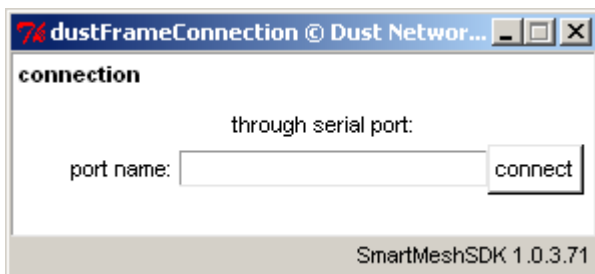 dustFrameConnection © Dust Networ...
connection
through serial port:
port name: connect
SmartMeshSDK 1.0.3.71